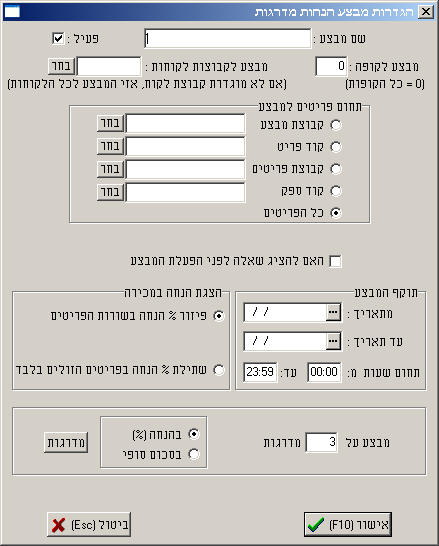 הגדרות מבצע הנחות מדרגות
שם מבצע : 1 פעיל :
מבצע לקופה : 0 מבצע לקבוצות לקוחות : בחר
(0 = כל הקופות) (אם לא מוגדרת קבוצת לקוח, אזי המבצע לכל הלקוחות)
תחום פריטים למבצע
קבוצת מבצע בחר
קוד פריט בחר
קבוצת פריטים בחר
קוד ספק בחר
כל הפריטים
האם להציג שאלה לפני הפעלת המבצע
תוקף המבצע
מתאריך : / / ...
עד תאריך : / / ...
תחום שעות מ: 00:00 עד: 23:59
הצגת הנחה במכירה
פיזור % הנחה בשורות הפריטים
שתילת % הנחה בפריטים הזולים בלבד
מבצע על 3 מדרגות
בהנחה (%)
בסכום סופי
מדרגות
אישור (F10)
ביטול (Esc)